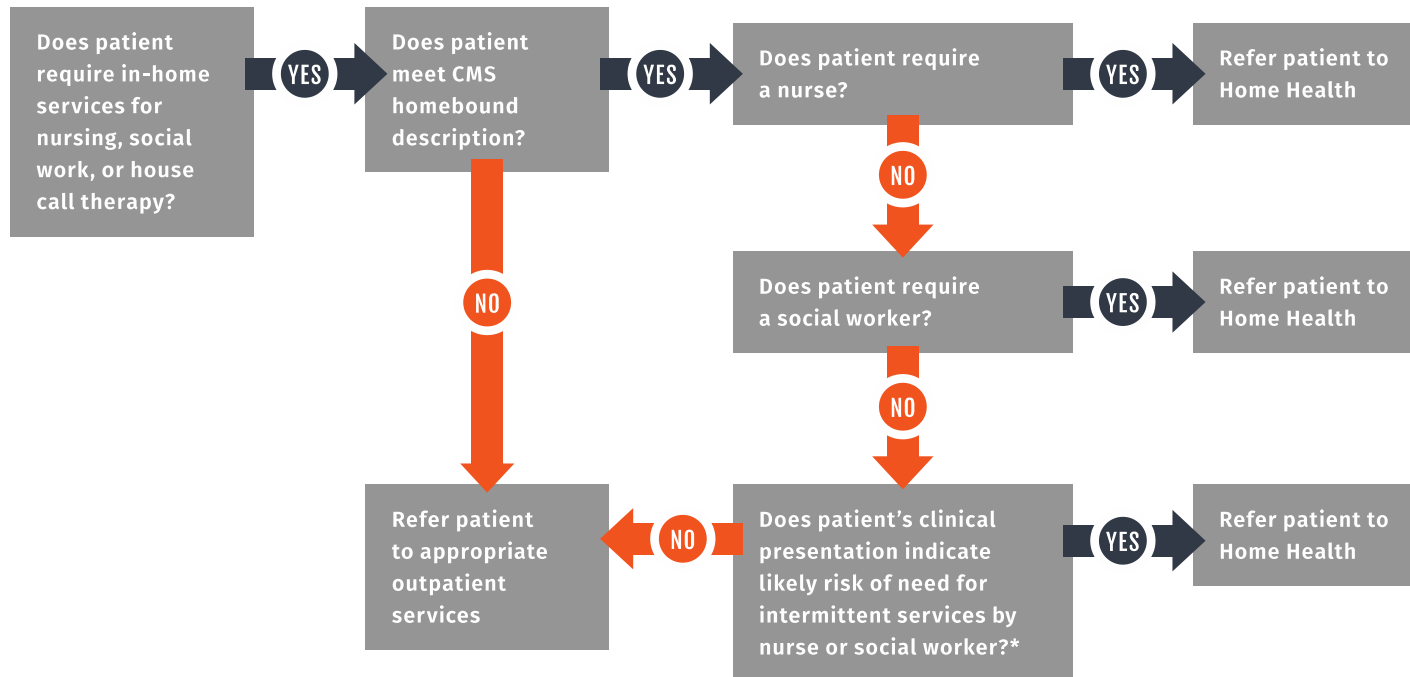 Does patient
require in-home
services for
nursing, social
work, or house
call therapy?
YES
Does patient
meet CMS
homebound
description?
YES
Does patient require
a nurse?
YES
Refer patient to
Home Health
NO
NO
Does patient require
a social worker?
YES
Refer patient to
Home Health
NO
Refer patient
to appropriate
outpatient
services
NO
Does patient’s clinical
presentation indicate
likely risk of need for
intermittent services by
nurse or social worker?*
YES
Refer patient to
Home Health